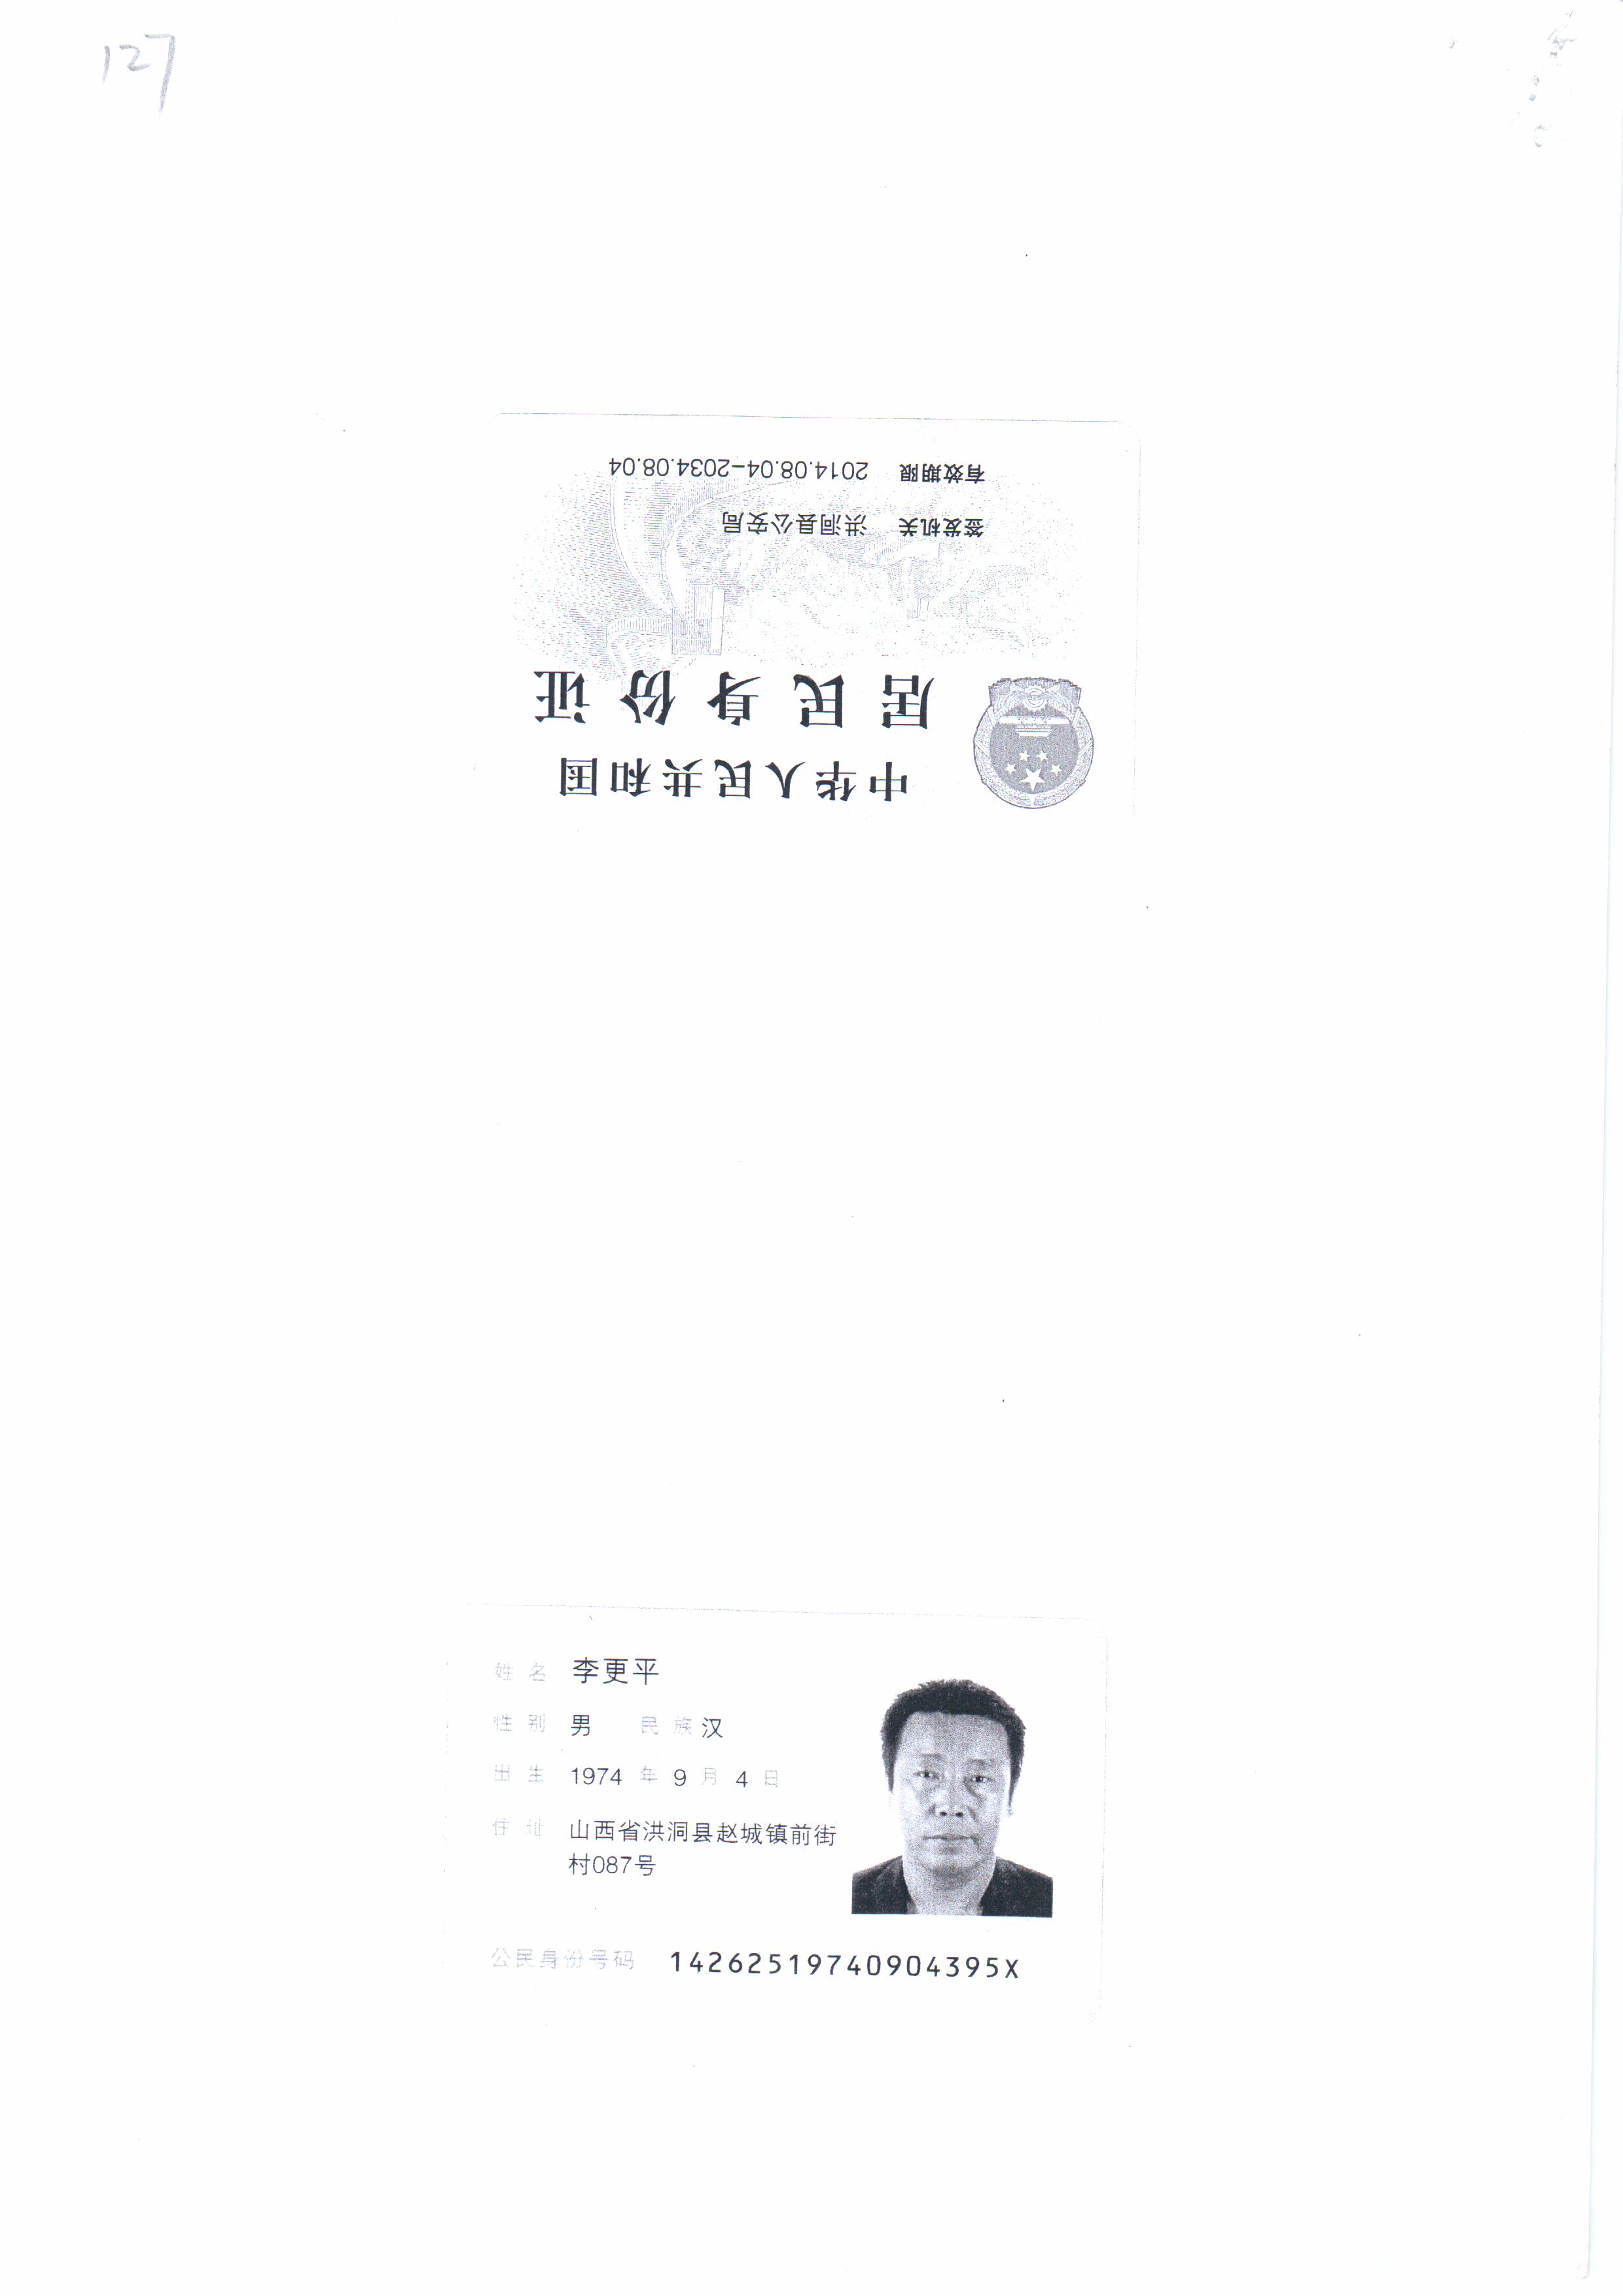 127
中华人民共和国
居民身份证
签发机关 洪洞县公安局
有效期限 2014.08.04-2034.08.04
姓名 李更平
性别 男 民族 汉
出生 1974 年 9 月 4 日
住址 山西省洪洞县赵城镇前街
村087号
公民身份号码 14262519740904395X